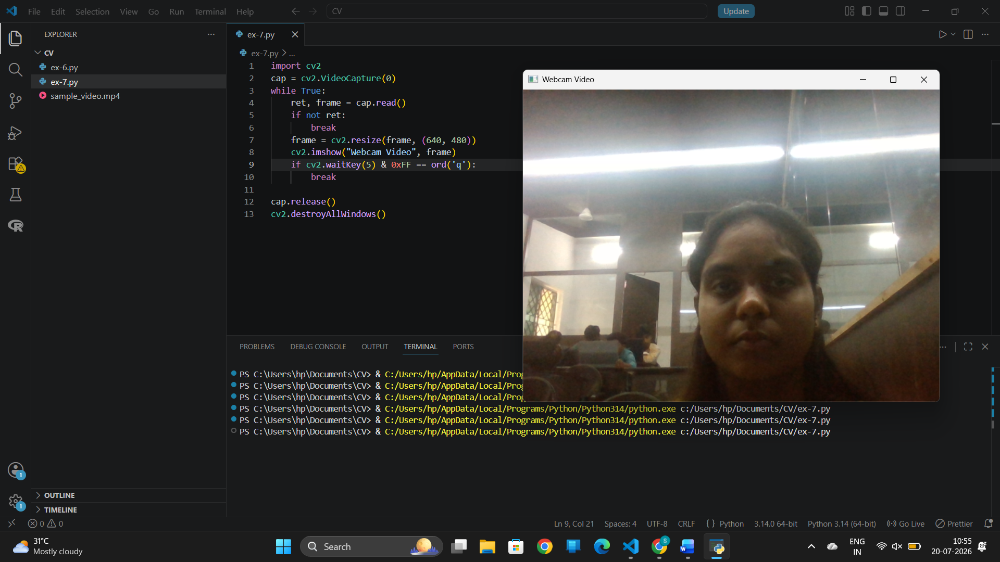 File Edit Selection View Go Run Terminal Help
CV
Update
EXPLORER
CV
ex-6.py
ex-7.py
sample_video.mp4
OUTLINE
TIMELINE
ex-7.py
ex-7.py > ...
1 import cv2
2 cap = cv2.VideoCapture(0)
3 while True:
4 ret, frame = cap.read()
5 if not ret:
6 break
7 frame = cv2.resize(frame, (640, 480))
8 cv2.imshow("Webcam Video", frame)
9 if cv2.waitKey(5) & 0xFF == ord('q'):
10 break
11
12 cap.release()
13 cv2.destroyAllWindows()
Webcam Video
PROBLEMS DEBUG CONSOLE OUTPUT TERMINAL PORTS
PS C:\Users\hp\Documents\CV> & C:/Users/hp/AppData/Local/Prog
PS C:\Users\hp\Documents\CV> & C:/Users/hp/AppData/Local/Prog
PS C:\Users\hp\Documents\CV> & C:/Users/hp/AppData/Local/Prog
PS C:\Users\hp\Documents\CV> & C:/Users/hp/AppData/Local/Programs/Python/Python314/python.exe c:/Users/hp/Documents/CV/ex-7.py
PS C:\Users\hp\Documents\CV> & C:/Users/hp/AppData/Local/Programs/Python/Python314/python.exe c:/Users/hp/Documents/CV/ex-7.py
PS C:\Users\hp\Documents\CV> & C:/Users/hp/AppData/Local/Programs/Python/Python314/python.exe c:/Users/hp/Documents/CV/ex-7.py
1
1
0 0
Ln 9, Col 21 Spaces: 4 UTF-8 CRLF { } Python 3.14.0 64-bit Python 3.14 (64-bit) Go Live Prettier
31°C
Mostly cloudy
Search
S
ENG
IN
10:55
20-07-2026